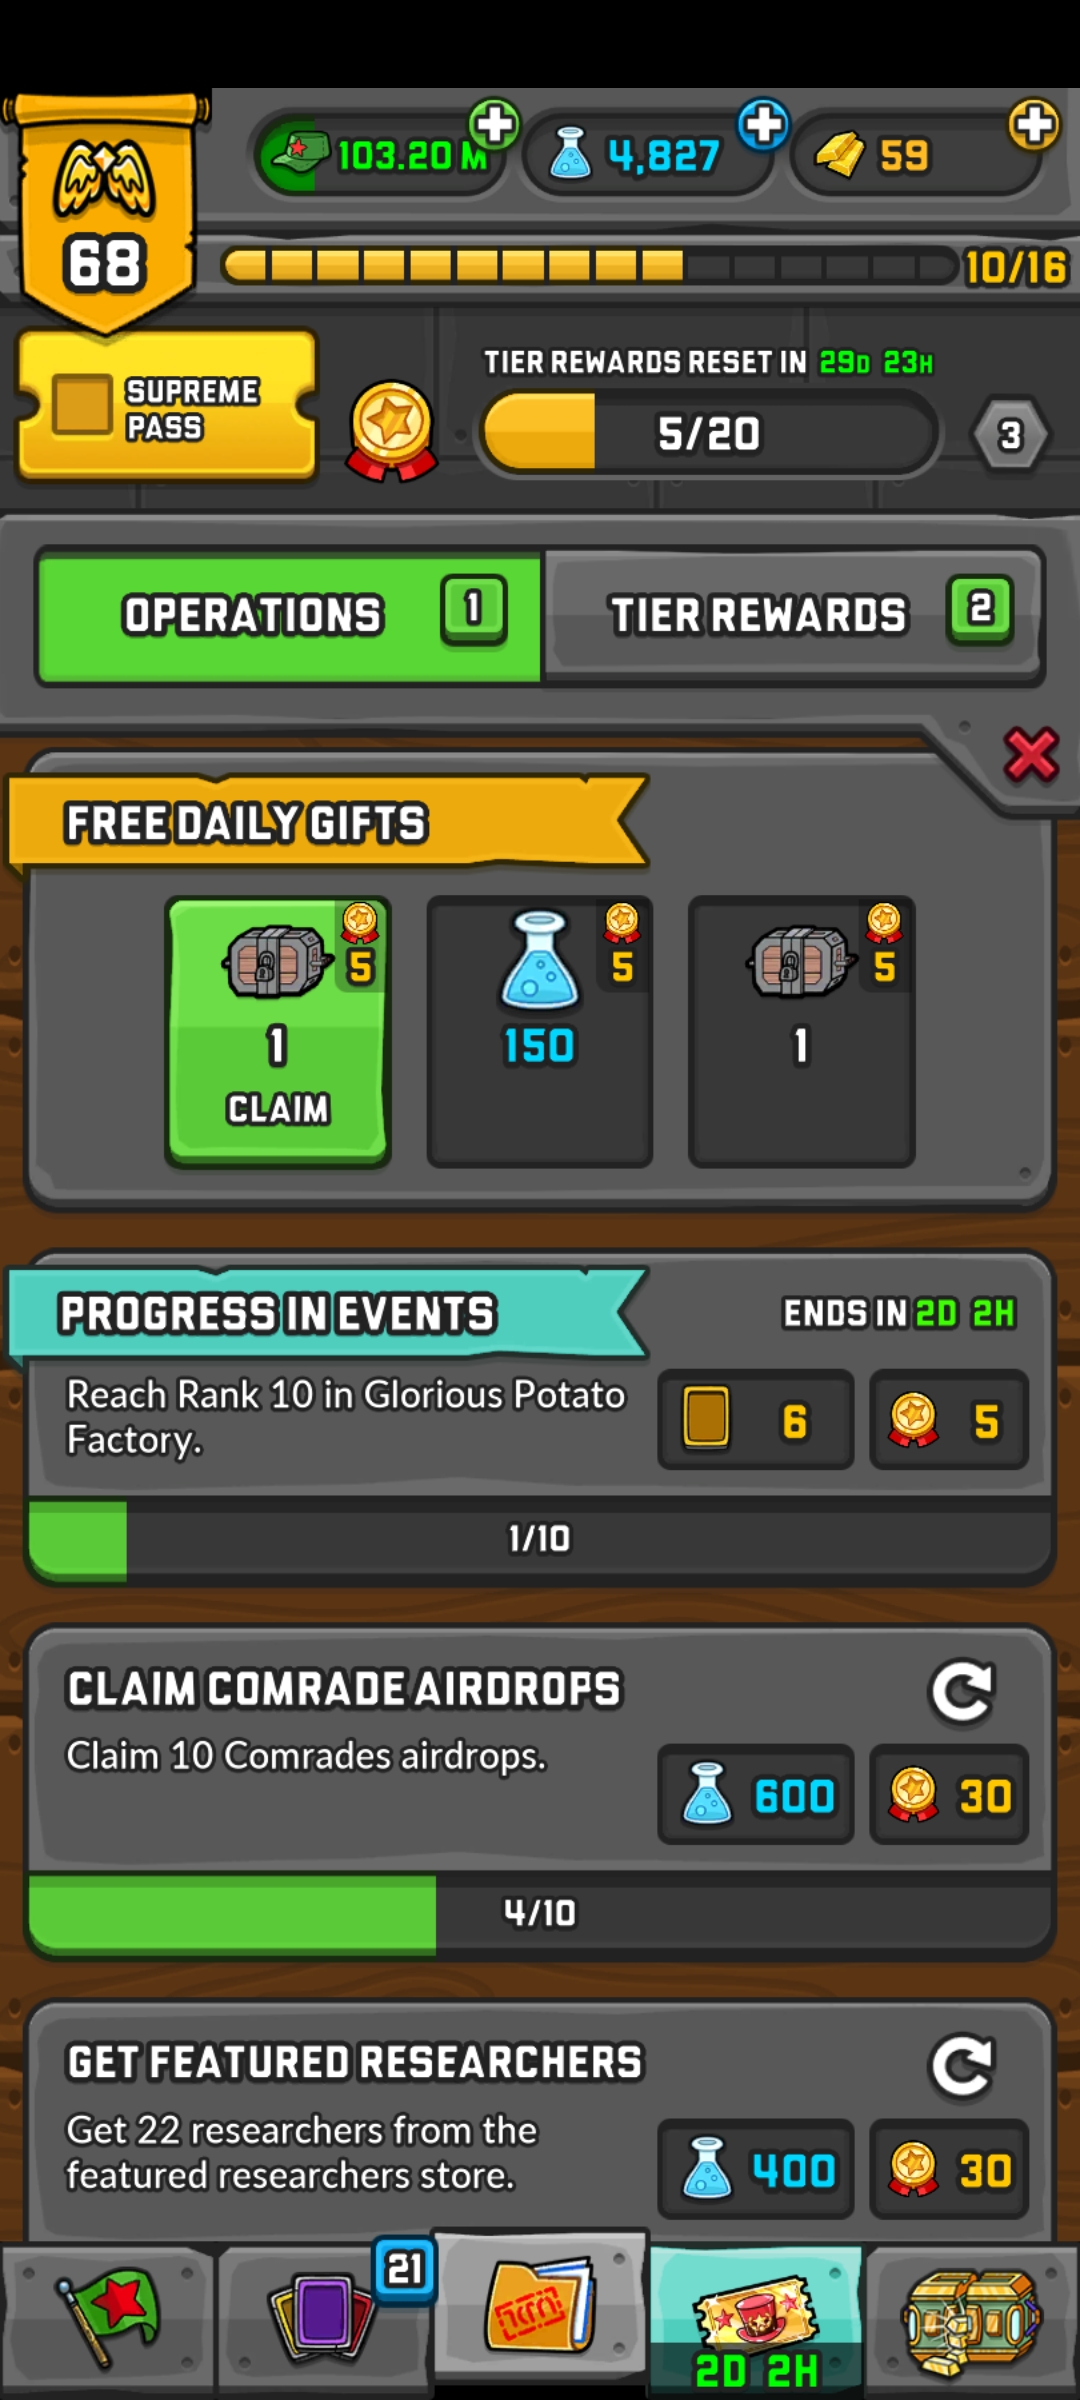 68
103.20 M
4,827
59
10/16
SUPREME
PASS
TIER REWARDS RESET IN 29D 23H
5/20
3
OPERATIONS 1
TIER REWARDS 2
FREE DAILY GIFTS
5
5
5
1
150
1
CLAIM
PROGRESS IN EVENTS
ENDS IN 2D 2H
Reach Rank 10 in Glorious Potato
Factory.
6
5
1/10
CLAIM COMRADE AIRDROPS
Claim 10 Comrades airdrops.
600
30
4/10
GET FEATURED RESEARCHERS
Get 22 researchers from the
featured researchers store.
400
30
21
2D 2H